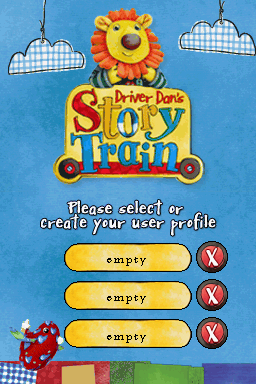 Driver Dan's
Story
Train
Please select or
create your user profile
empty
X
empty
X
empty
X